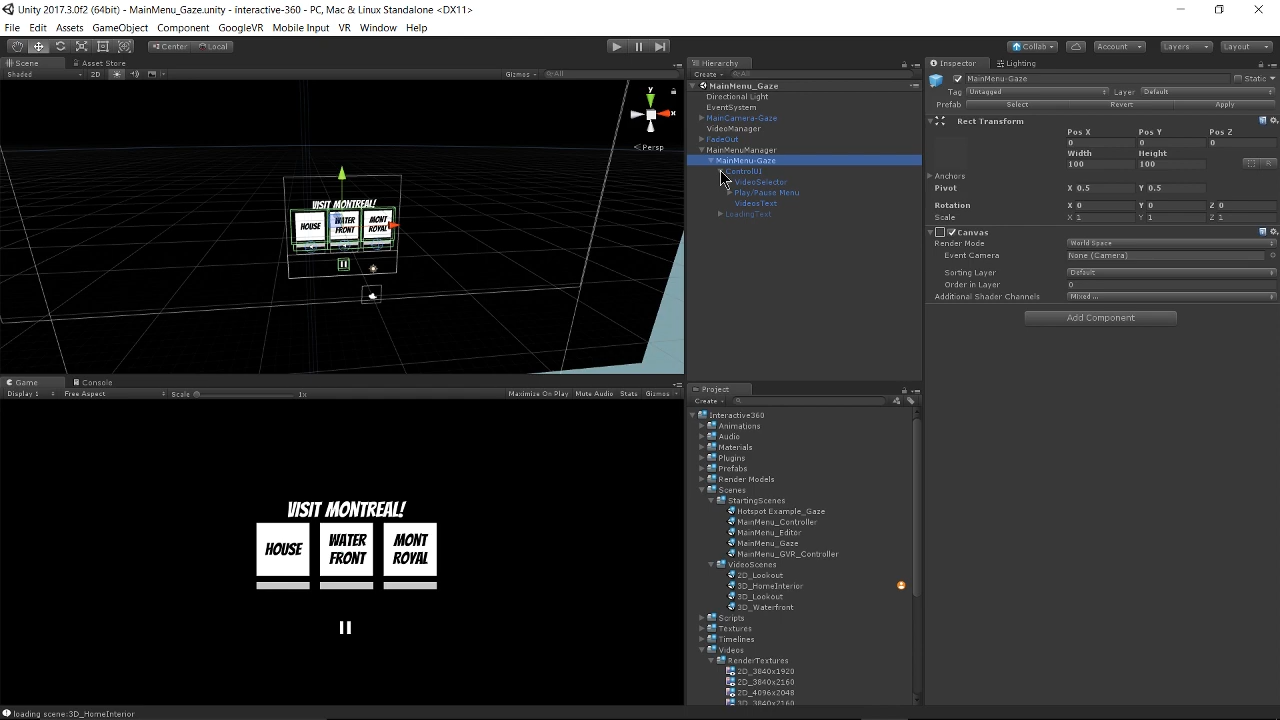 Unity 2017.3.0f2 (64bit) - MainMenu_Gaze.unity - interactive-360 - PC, Mac & Linux Standalone <DX11>
File Edit Assets GameObject Component GoogleVR Mobile Input VR Window Help
Center Local Collab Account Layers Layout
Scene Asset Store
Shaded 2D Gizmos All
y
x
Persp
VISIT MONTREAL!
HOUSE WATER FRONT MONT ROYAL
Game Console
Display 1 Free Aspect Scale 1x Maximize On Play Mute Audio Stats Gizmos
VISIT MONTREAL!
HOUSE WATER FRONT MONT ROYAL
loading scene:3D_HomeInterior
Hierarchy
Create All
MainMenu_Gaze
Directional Light
EventSystem
MainCamera-Gaze
VideoManager
FadeOut
MainMenuManager
MainMenu-Gaze
ControlUI
VideoSelector
Play/Pause Menu
VideosText
LoadingText
Project
Create
Interactive360
Animations
Audio
Materials
Plugins
Prefabs
Render Models
Scenes
StartingScenes
Hotspot Example_Gaze
MainMenu_Controller
MainMenu_Editor
MainMenu_Gaze
MainMenu_GVR_Controller
VideoScenes
2D_Lookout
3D_HomeInterior
3D_Lookout
3D_Waterfront
Scripts
Textures
Timelines
Videos
RenderTextures
2D_3840x1920
2D_3840x2160
2D_4096x2048
3D_3840x2160
Inspector Lighting
MainMenu-Gaze Static
Tag Untagged Layer Default
Prefab Select Revert Apply
Rect Transform
Pos X Pos Y Pos Z
0 0 0
Width Height
100 100
Anchors
Pivot X 0.5 Y 0.5
Rotation X 0 Y 0 Z 0
Scale X 1 Y 1 Z 1
Canvas
Render Mode World Space
Event Camera None (Camera)
Sorting Layer Default
Order in Layer 0
Additional Shader Channels Mixed ...
Add Component